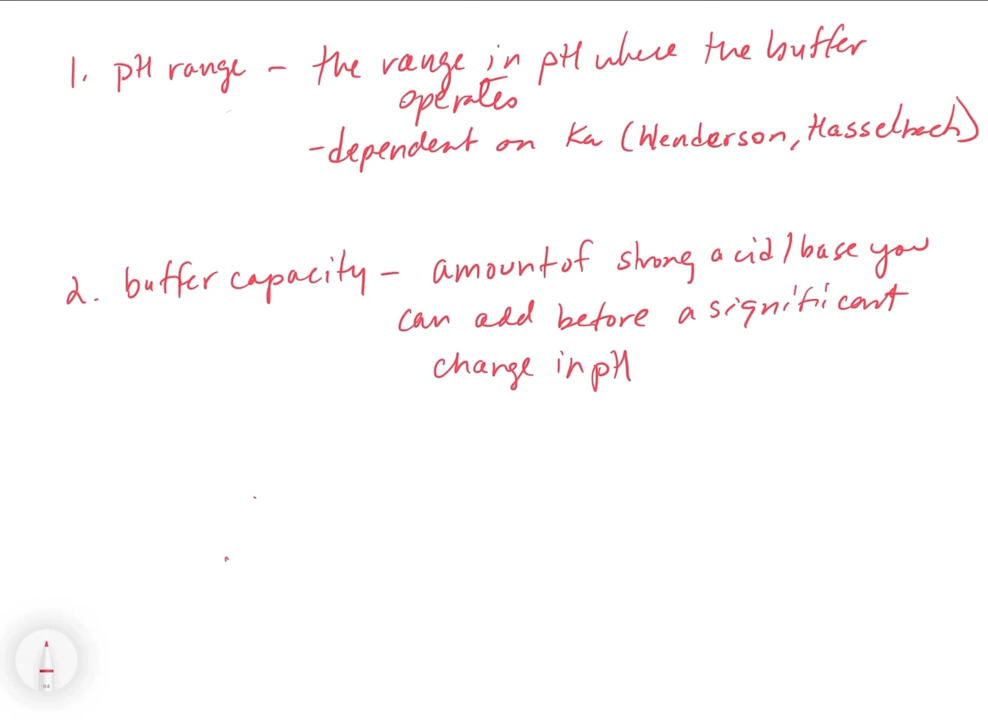 1. pH range - the range in pH where the buffer
operates
- dependent on Ka (Henderson, Hasselbach)
2. buffer capacity - amount of strong acid/base you
can add before a significant
change in pH